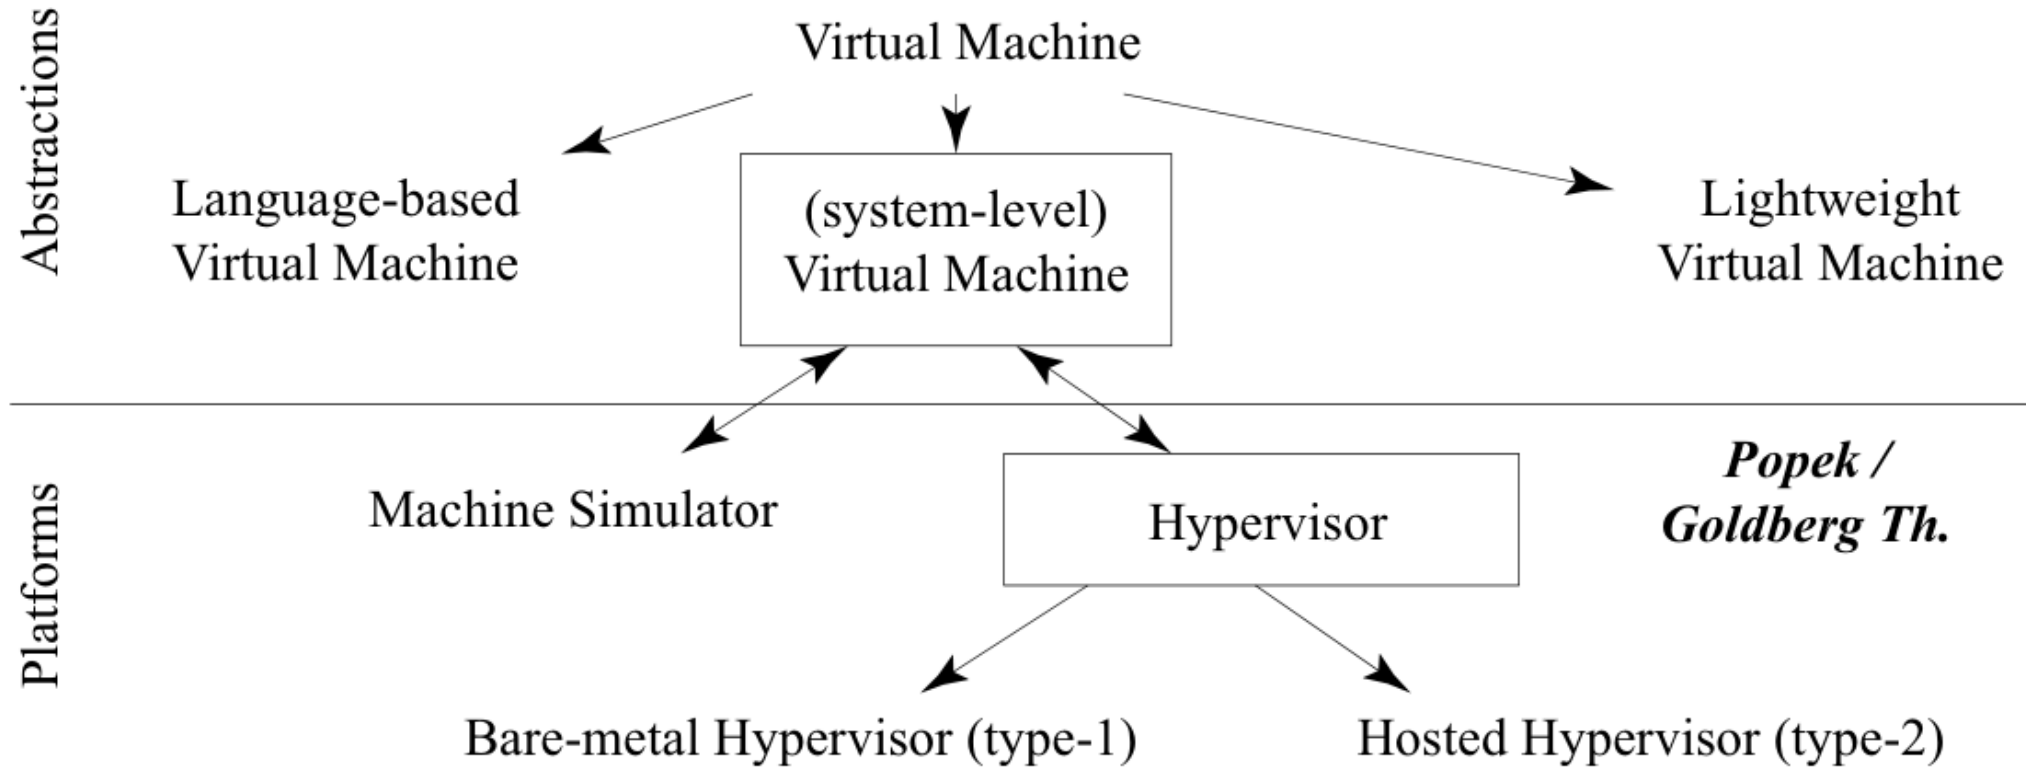 Abstractions
Virtual Machine
Language-based
Virtual Machine
(system-level)
Virtual Machine
Lightweight
Virtual Machine
Platforms
Machine Simulator
Hypervisor
Popek /
Goldberg Th.
Bare-metal Hypervisor (type-1)
Hosted Hypervisor (type-2)